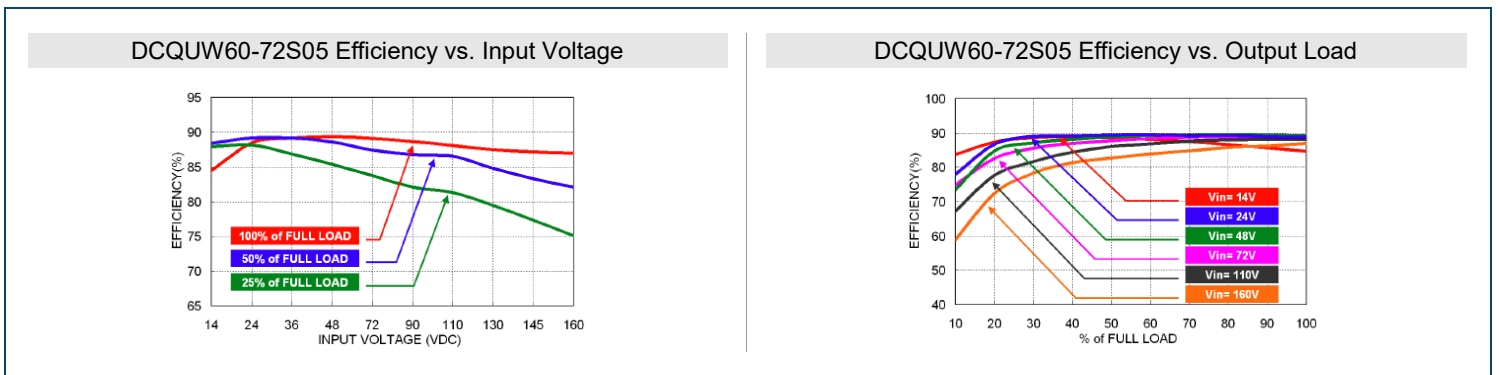 DCQUW60-72S05 Efficiency vs. Input Voltage
95
90
85
80
75
70
65
EFFICIENCY(%)
100% of FULL LOAD
50% of FULL LOAD
25% of FULL LOAD
14 24 36 48 72 90 110 130 145 160
INPUT VOLTAGE (VDC)
DCQUW60-72S05 Efficiency vs. Output Load
100
90
80
70
60
50
40
EFFICIENCY(%)
Vin= 14V
Vin= 24V
Vin= 48V
Vin= 72V
Vin= 110V
Vin= 160V
10 20 30 40 50 60 70 80 90 100
% of FULL LOAD